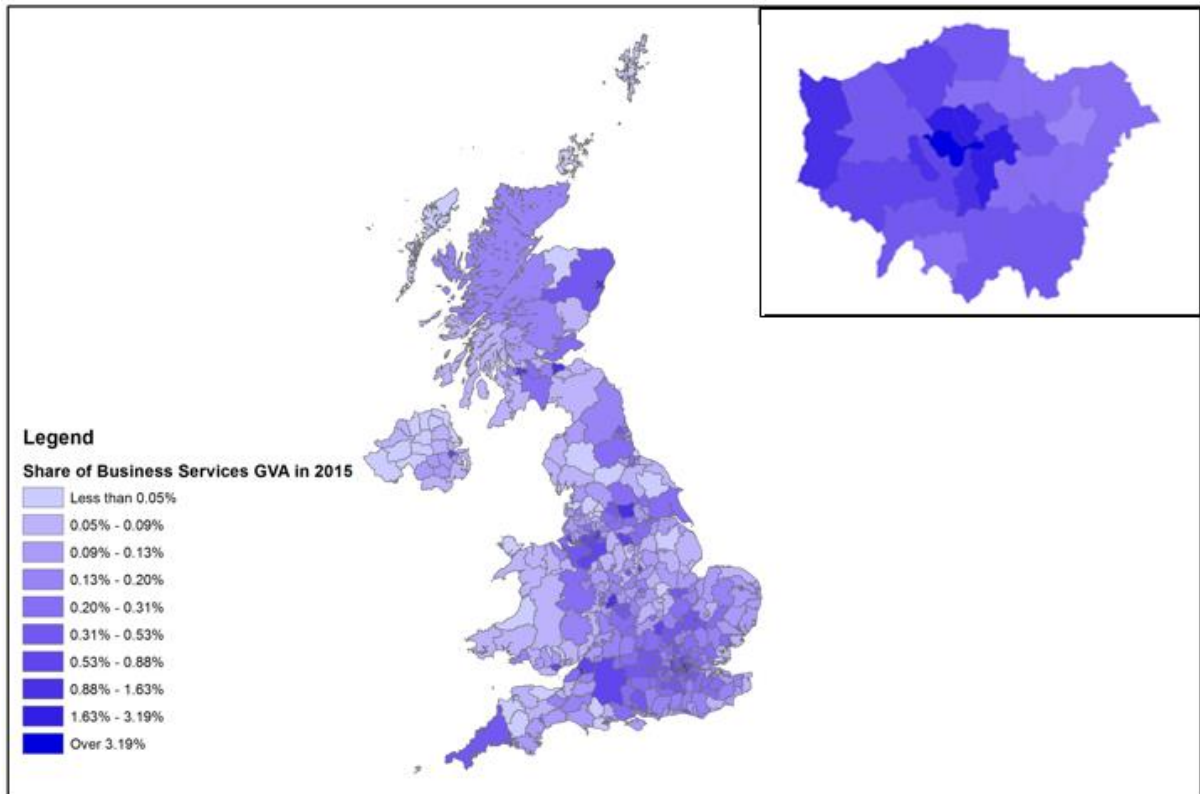 Legend
Share of Business Services GVA in 2015
Less than 0.05%
0.05% - 0.09%
0.09% - 0.13%
0.13% - 0.20%
0.20% - 0.31%
0.31% - 0.53%
0.53% - 0.88%
0.88% - 1.63%
1.63% - 3.19%
Over 3.19%